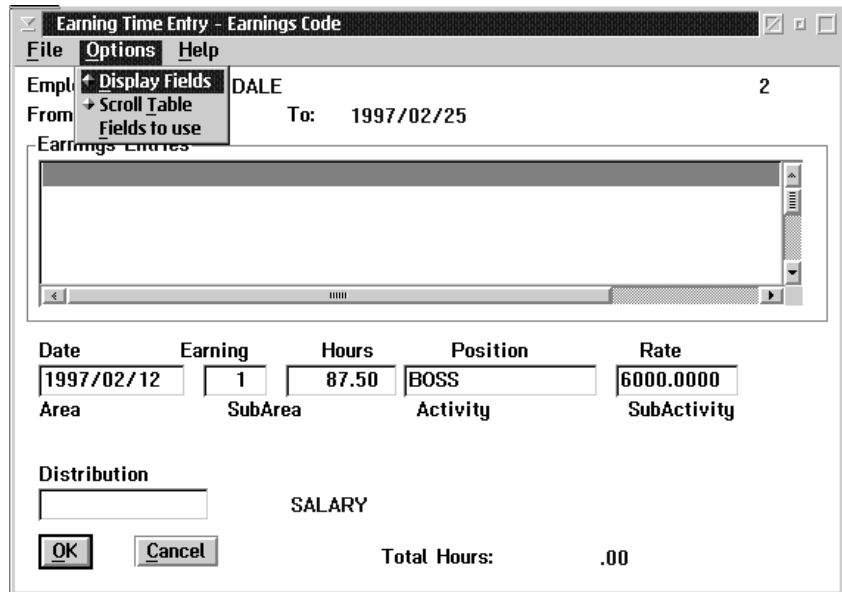 Earning Time Entry - Earnings Code
File Options Help
Display Fields
Scroll Table
Fields to use
DALE 2
From To: 1997/02/25
Earnings Entries
Date Earning Hours Position Rate
1997/02/12 1 87.50 BOSS 6000.0000
Area SubArea Activity SubActivity
Distribution
SALARY
OK Cancel Total Hours: .00